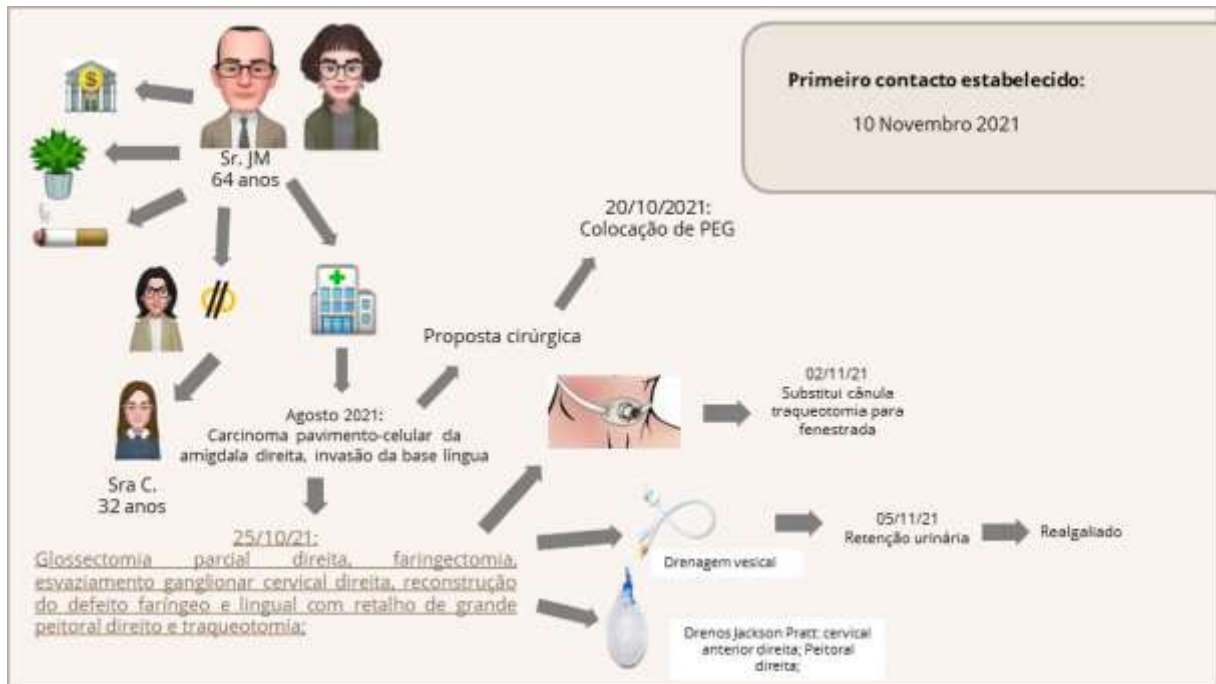 Primeiro contacto estabelecido:
10 Novembro 2021
Sr. JM
64 anos
20/10/2021:
Colocação de PEG
Proposta cirúrgica
02/11/21
Substitui cânula
traqueotomia para
fenestrada
Agosto 2021:
Carcinoma pavimento-celular da
amigdala direita, invasão da base língua
Sra C.
32 anos
25/10/21:
Glossectomia parcial direita, faringectomia,
esvaziamento ganglionar cervical direita, reconstrução
do defeito faríngeo e lingual com retalho de grande
peitoral direito e traqueotomia;
05/11/21
Retenção urinária
Realgaliado
Drenagem vesical
Drenos Jackson Pratt: cervical
anterior direita; Peitoral
direita;